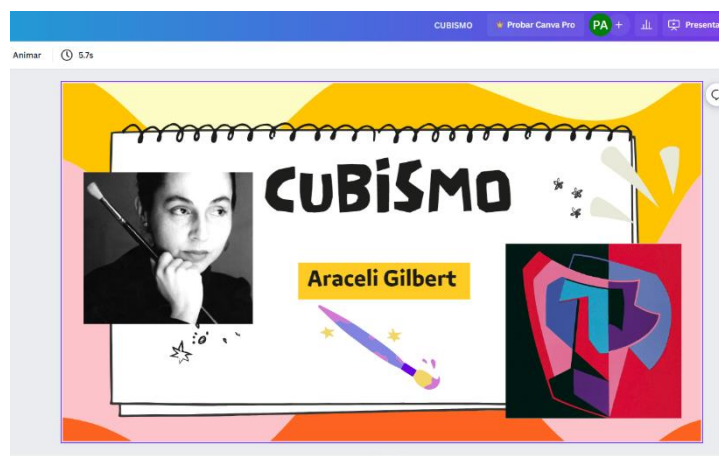 CUBISMO
Probar Canva Pro
PA +
Presenta
Animar
5.7s
CUBiSMO
Araceli Gilbert